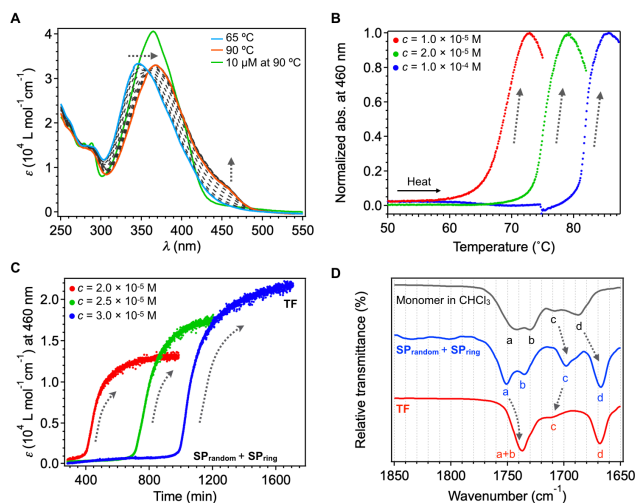 A
65 ºC
90 ºC
10 µM at 90 ºC
ε (10⁴ L mol⁻¹ cm⁻¹)
4
3
2
1
0
250 300 350 400 450 500 550
λ (nm)
B
c = 1.0 × 10⁻⁵ M
c = 2.0 × 10⁻⁵ M
c = 1.0 × 10⁻⁴ M
Normalized abs. at 460 nm
1.0
0.8
0.6
0.4
0.2
0.0
Heat
50 60 70 80
Temperature (˚C)
C
c = 2.0 × 10⁻⁵ M
c = 2.5 × 10⁻⁵ M
c = 3.0 × 10⁻⁵ M
TF
ε (10⁴ L mol⁻¹ cm⁻¹) at 460 nm
2.0
1.5
1.0
0.5
0.0
SPrandom + SPring
400 800 1200 1600
Time (min)
D
Relative transmittance (%)
Monomer in CHCl₃
a b c d
SPrandom + SPring
a b c d
TF
a+b c d
1850 1800 1750 1700 1650
Wavenumber (cm⁻¹)